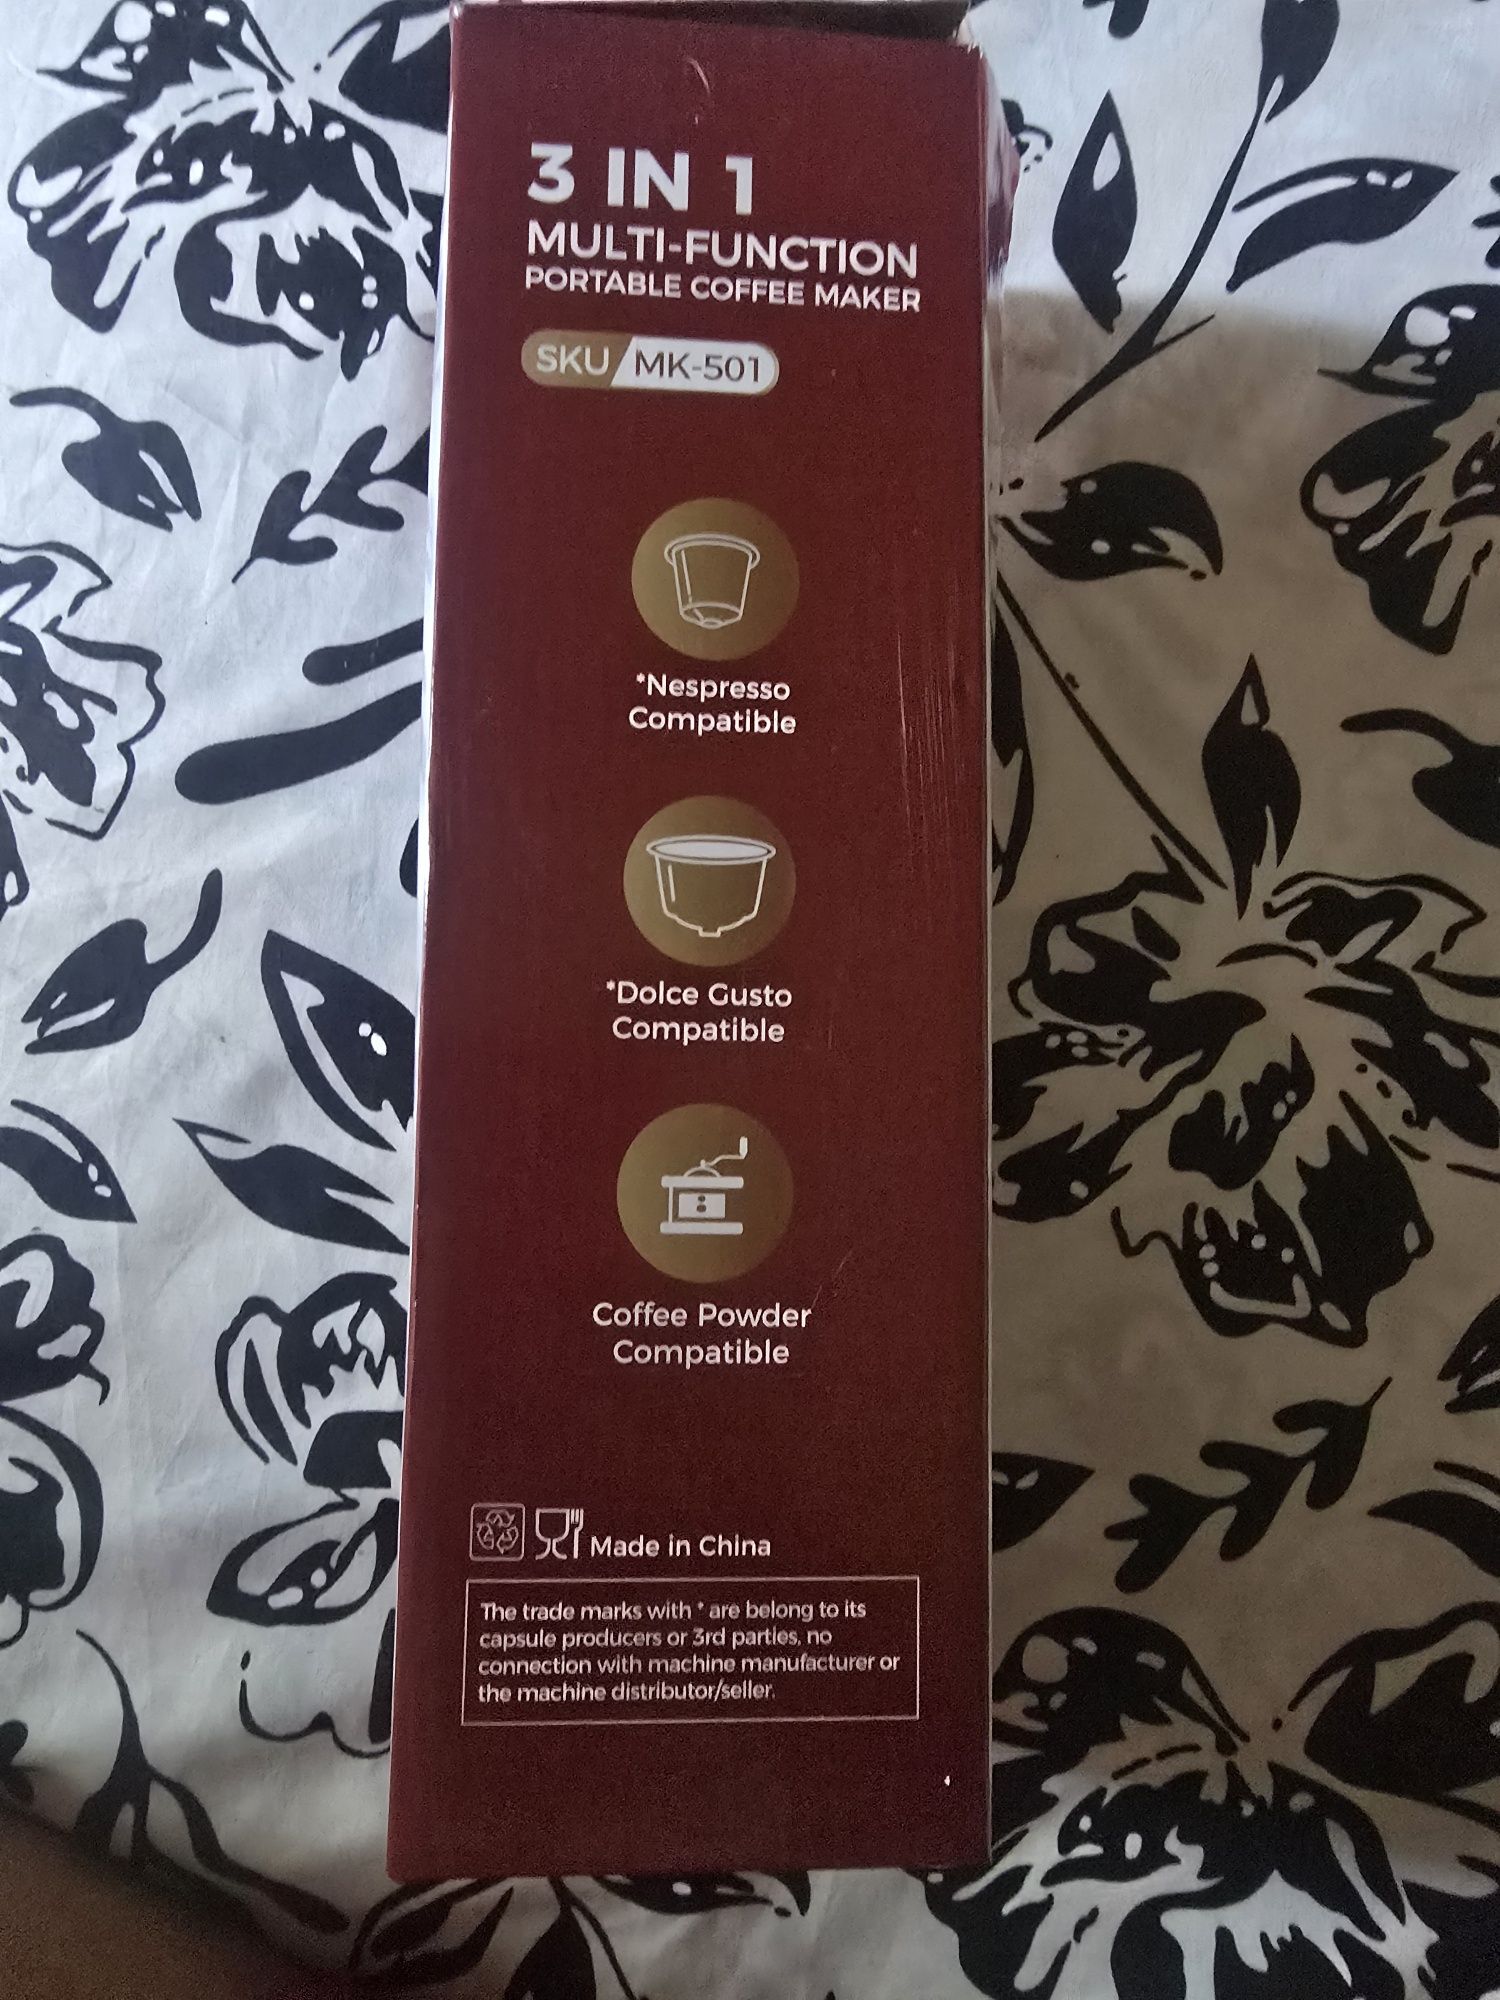 3 IN 1
MULTI-FUNCTION
PORTABLE COFFEE MAKER
SKU/MK-501
*Nespresso
Compatible
*Dolce Gusto
Compatible
Coffee Powder
Compatible
Made in China
The trade marks with * are belong to its
capsule producers or 3rd parties, no
connection with machine manufacturer or
the machine distributor/seller.